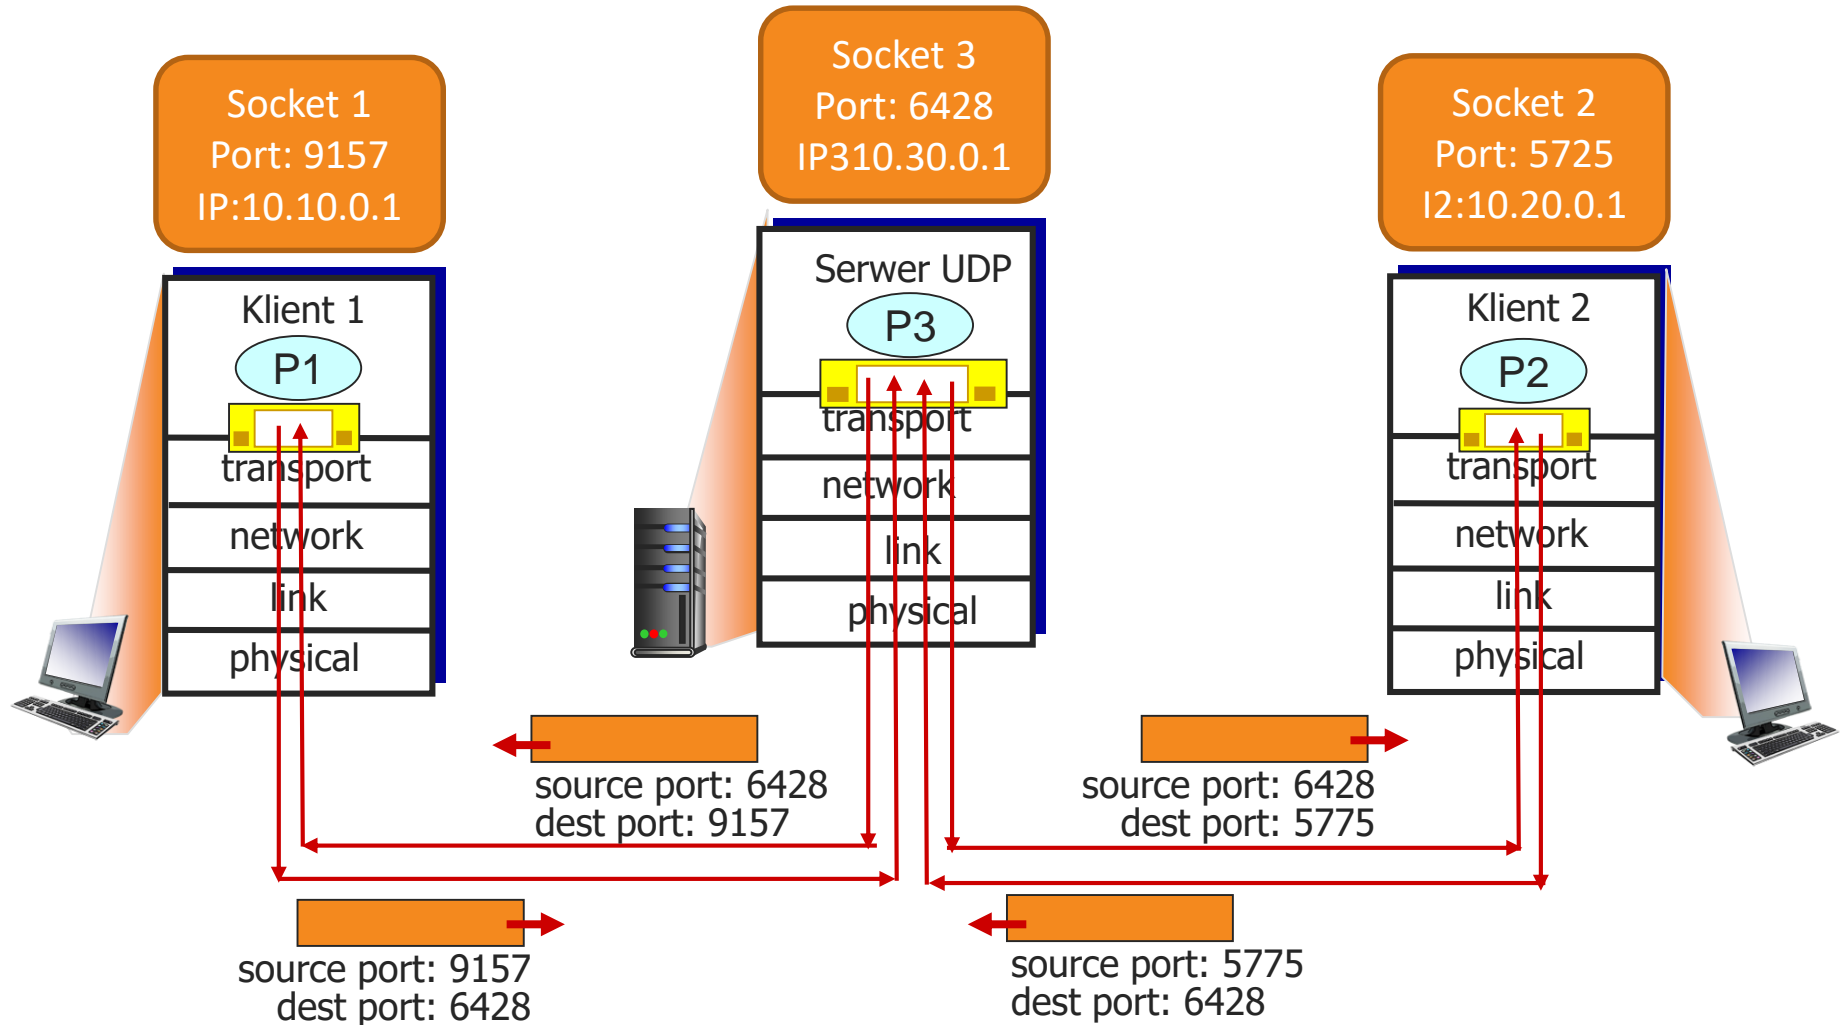 Socket 1
Port: 9157
IP:10.10.0.1
Socket 3
Port: 6428
IP310.30.0.1
Socket 2
Port: 5725
I2:10.20.0.1
Klient 1
P1
transport
network
link
physical
Serwer UDP
P3
transport
network
link
physical
Klient 2
P2
transport
network
link
physical
source port: 6428
dest port: 9157
source port: 6428
dest port: 5775
source port: 9157
dest port: 6428
source port: 5775
dest port: 6428